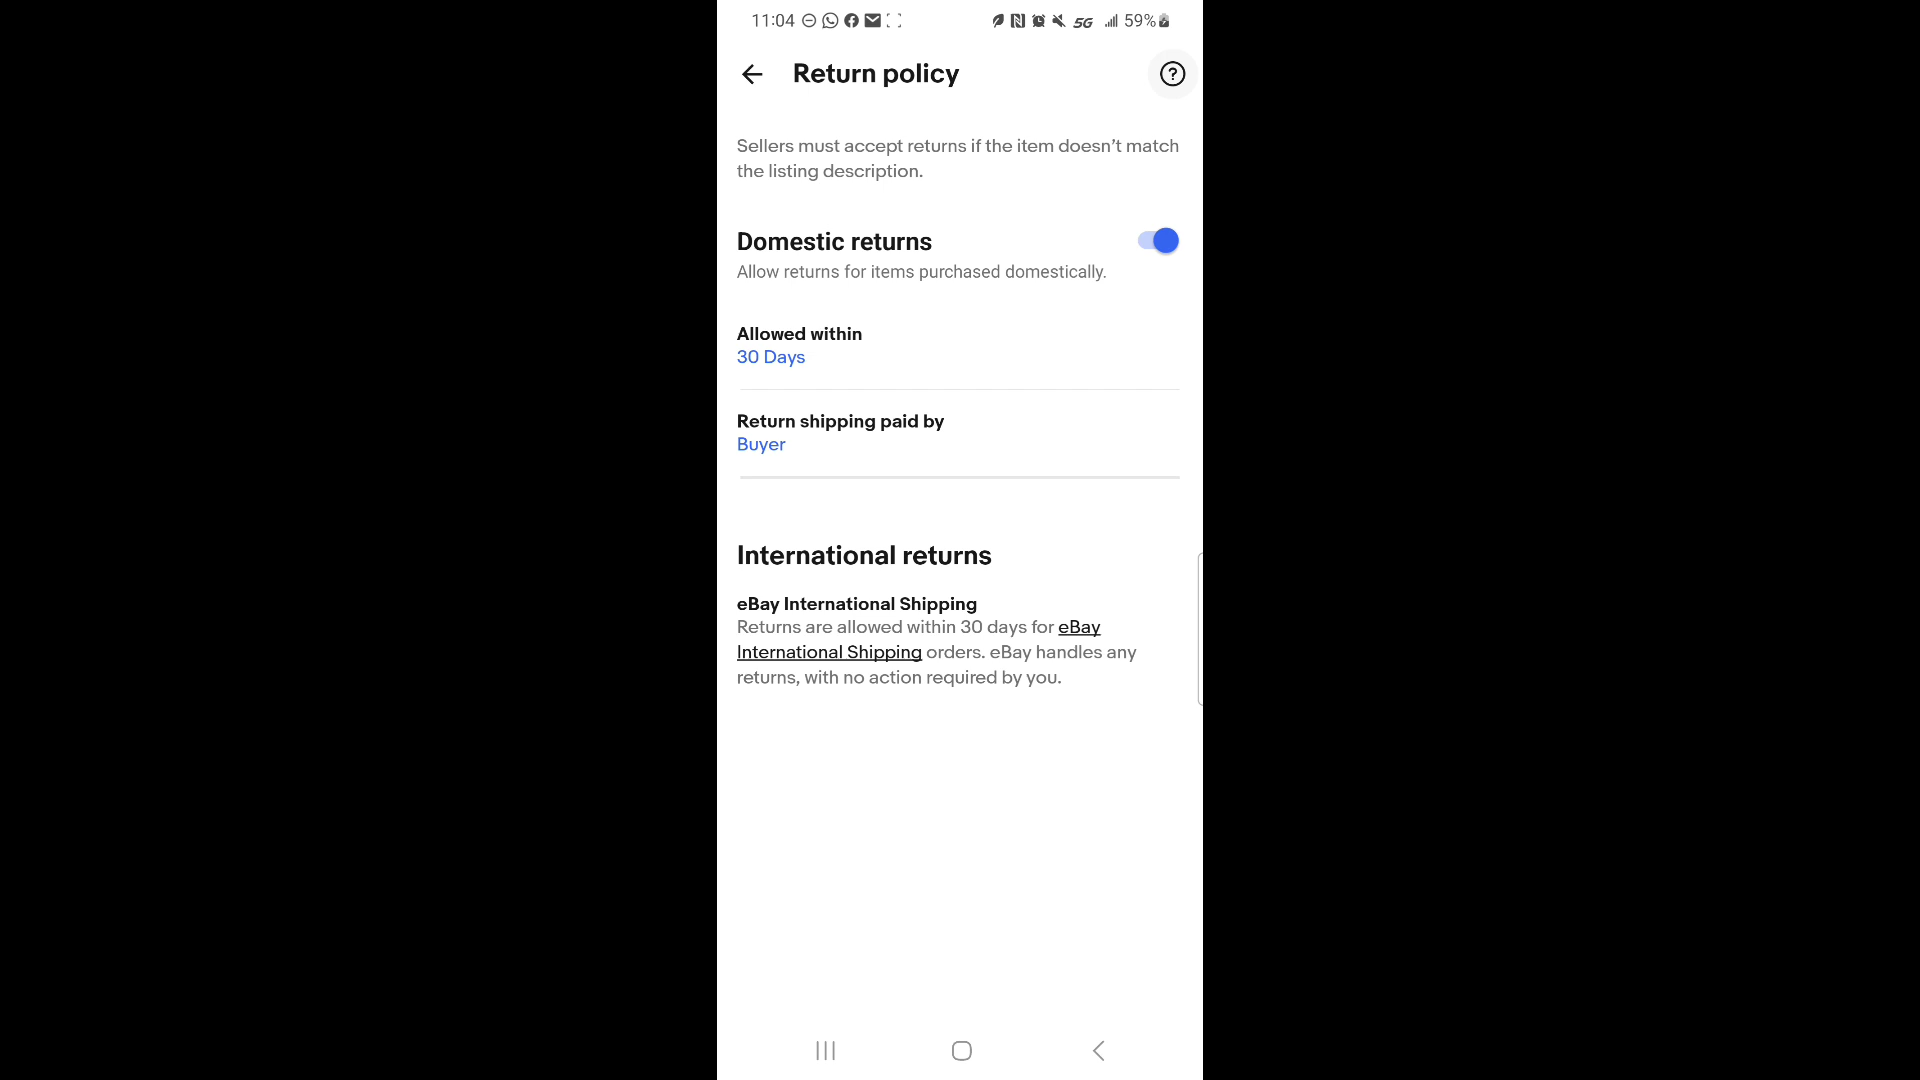 11:04 5G 59%
Return policy
Sellers must accept returns if the item doesn’t match
the listing description.
Domestic returns
Allow returns for items purchased domestically.
Allowed within
30 Days
Return shipping paid by
Buyer
International returns
eBay International Shipping
Returns are allowed within 30 days for eBay
International Shipping orders. eBay handles any
returns, with no action required by you.